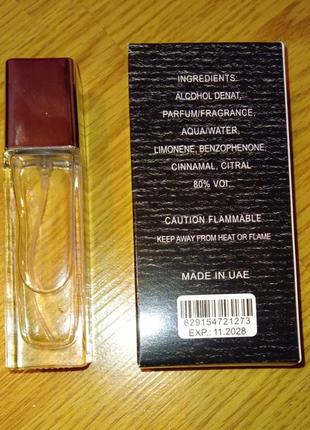 INGREDIENTS:
ALCOHOL DENAT,
PARFUM/FRAGRANCE,
AQUA/WATER,
LIMONENE, BENZOPHENONE,
CINNAMAL, CITRAL
80% VOL.
CAUTION FLAMMABLE
KEEP AWAY FROM HEAT OR FLAME
MADE IN UAE
629154721273
EXP.: 11.2028